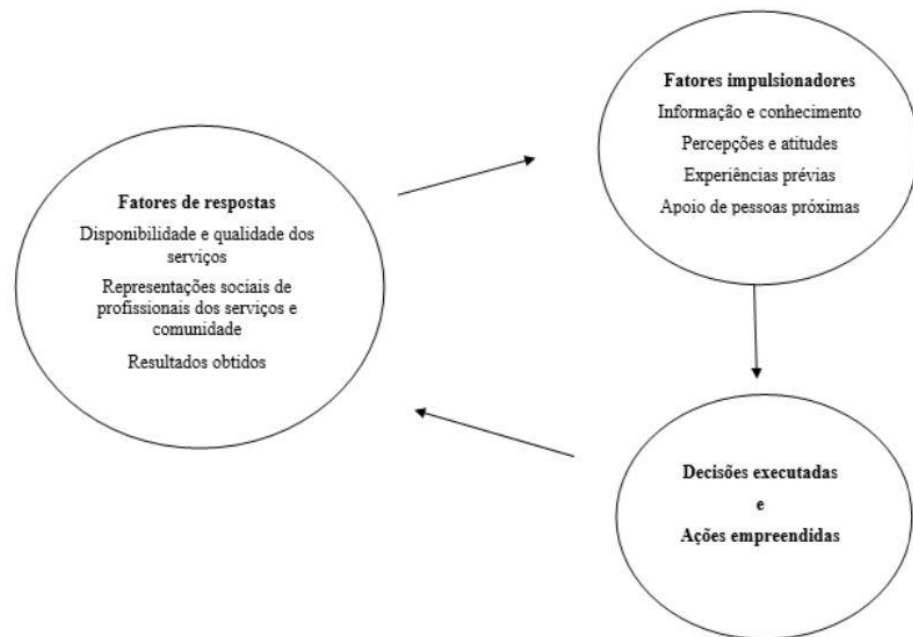 Fatores impulsionadores
Informação e conhecimento
Percepções e atitudes
Experiências prévias
Apoio de pessoas próximas
Fatores de respostas
Disponibilidade e qualidade dos
serviços
Representações sociais de
profissionais dos serviços e
comunidade
Resultados obtidos
Decisões executadas
e
Ações empreendidas